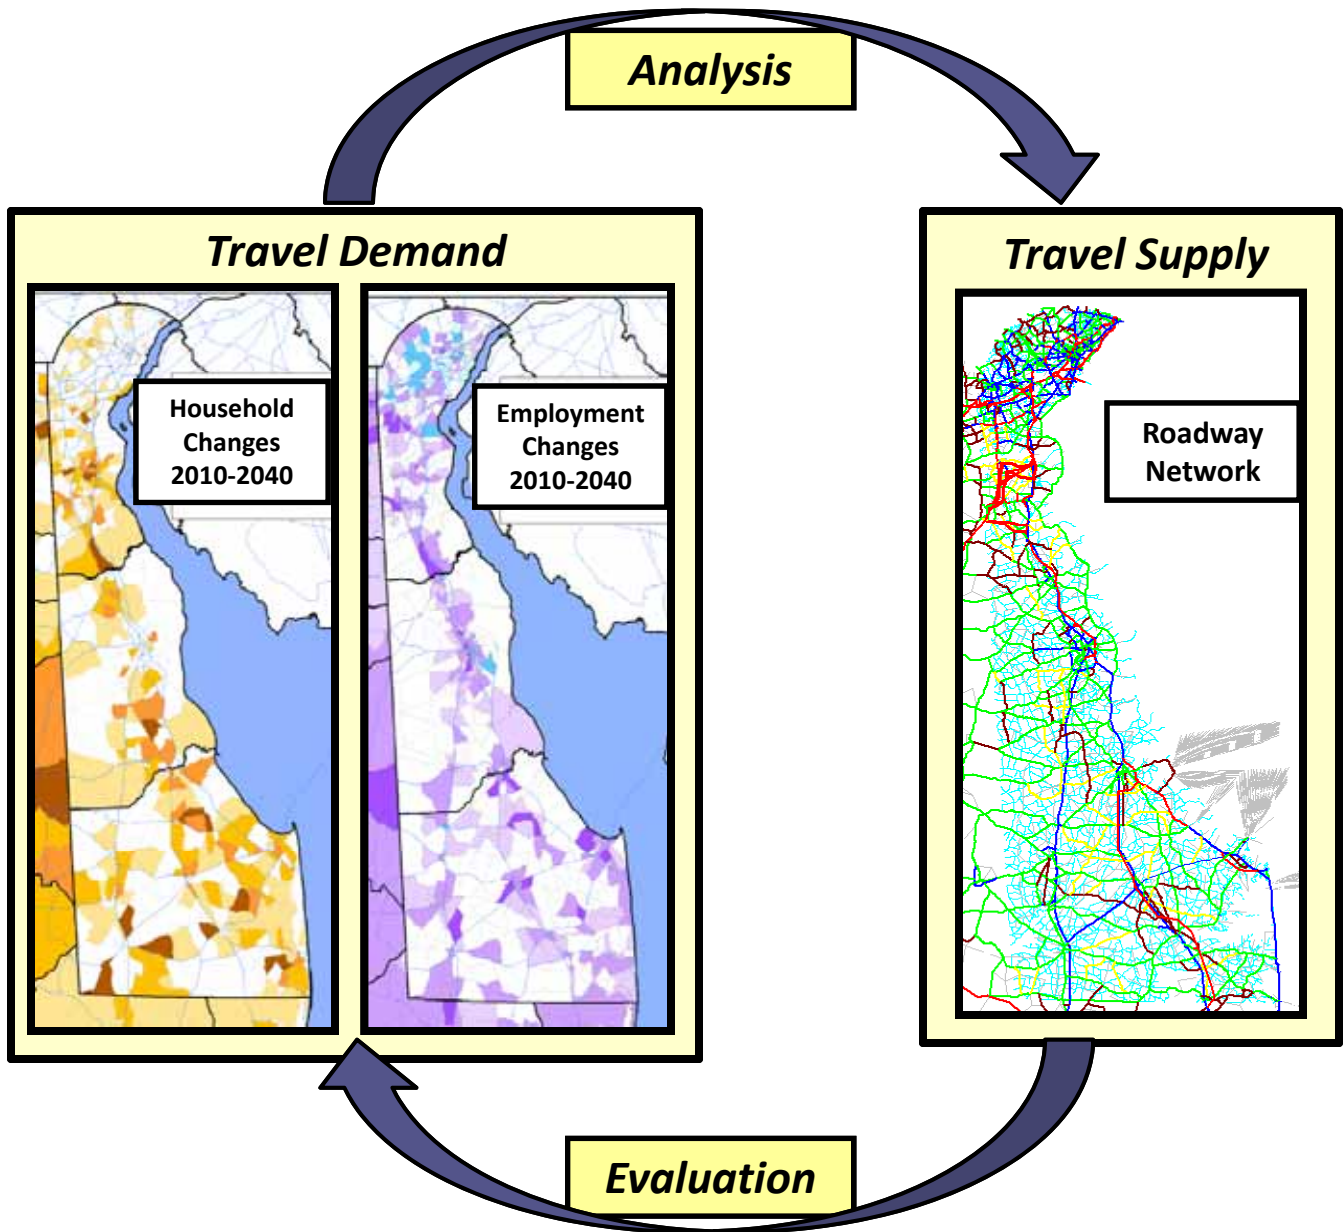 Analysis
Travel Demand
Household
Changes
2010-2040
Employment
Changes
2010-2040
Travel Supply
Roadway
Network
Evaluation